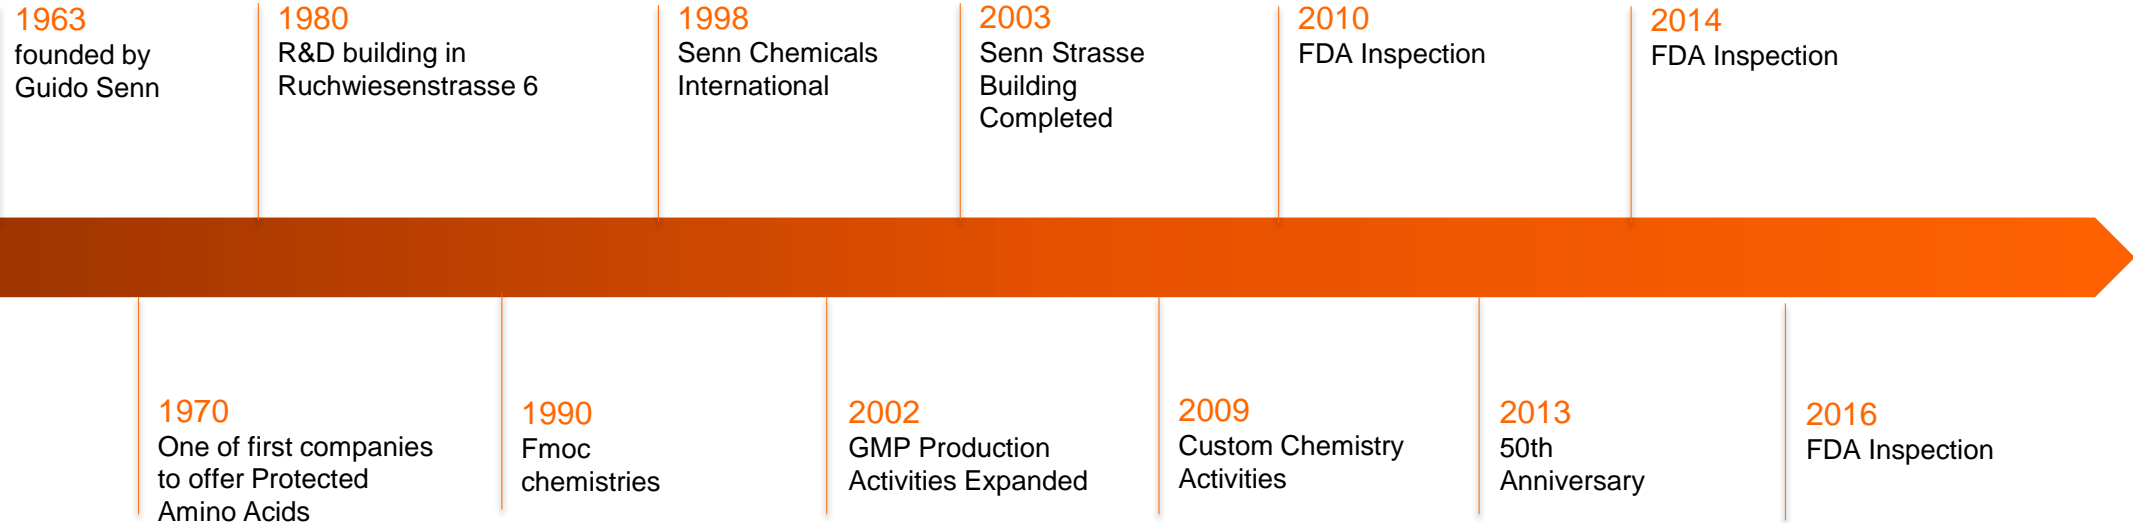 1963
founded by
Guido Senn
1980
R&D building in
Ruchwiesenstrasse 6
1998
Senn Chemicals
International
2003
Senn Strasse
Building
Completed
2010
FDA Inspection
2014
FDA Inspection
1970
One of first companies
to offer Protected
Amino Acids
1990
Fmoc
chemistries
2002
GMP Production
Activities Expanded
2009
Custom Chemistry
Activities
2013
50th
Anniversary
2016
FDA Inspection